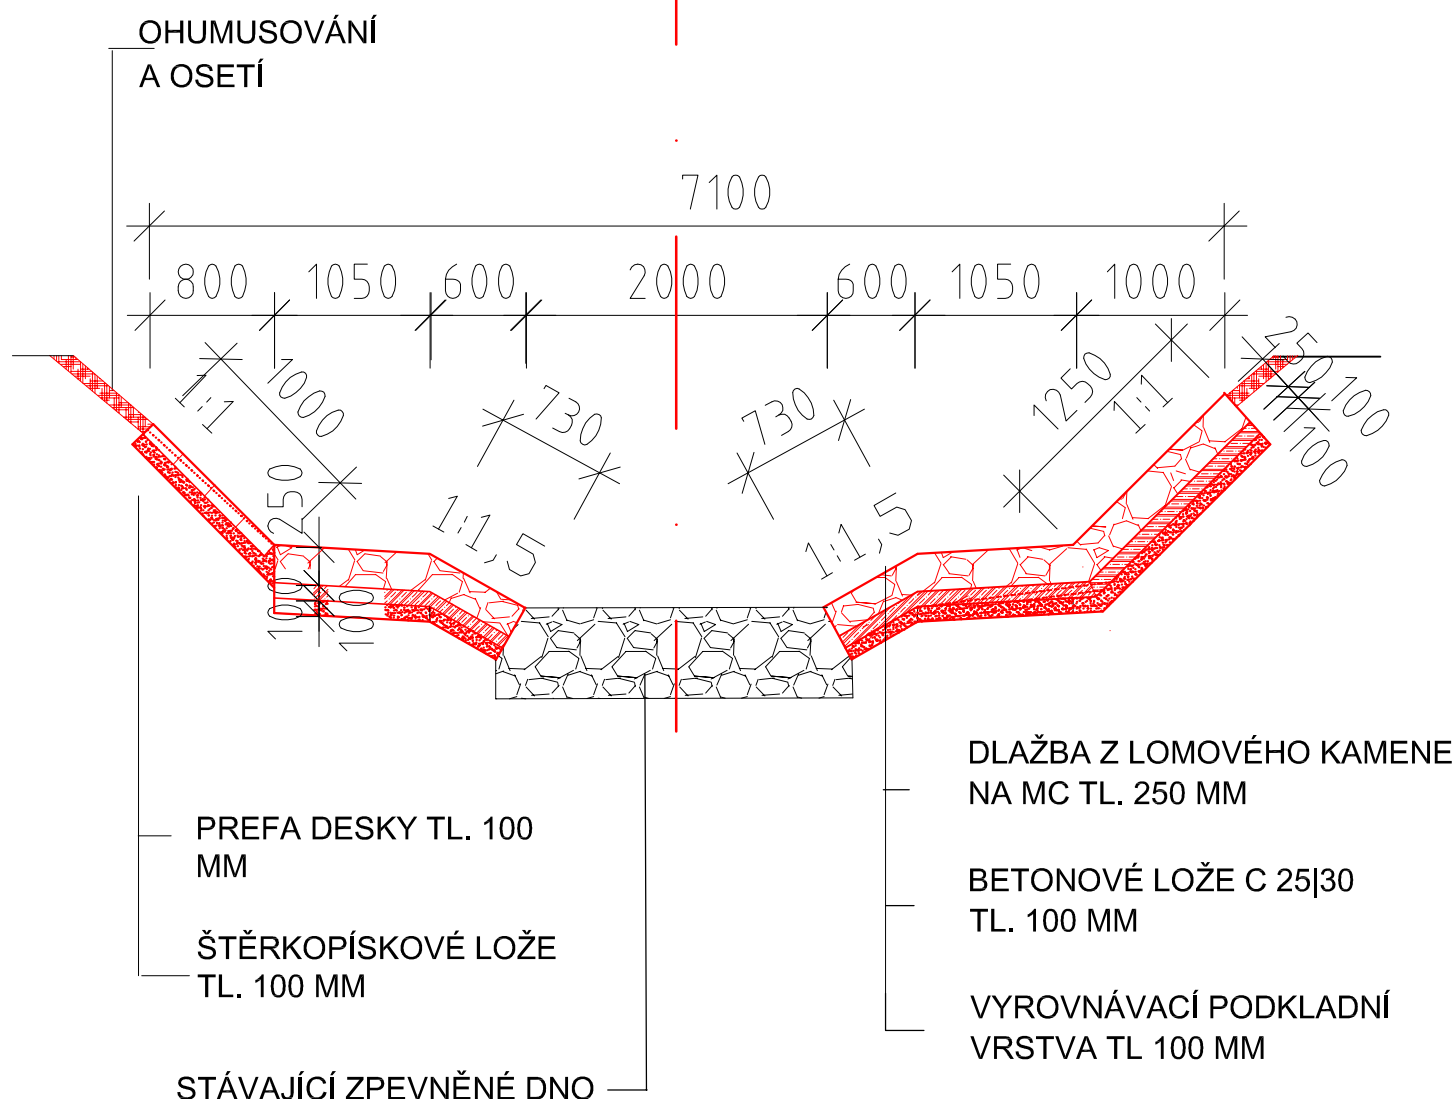 OHUMUSOVÁNÍ
A OSETÍ
7100
800 1050 600 2000 600 1050 1000
1:1
1000
730
730
1250
1:1
250
100
100
250
100
100
1:1,5
1:1,5
DLAŽBA Z LOMOVÉHO KAMENE
NA MC TL. 250 MM
PREFA DESKY TL. 100
MM
BETONOVÉ LOŽE C 25|30
TL. 100 MM
ŠTĚRKOPÍSKOVÉ LOŽE
TL. 100 MM
VYROVNÁVACÍ PODKLADNÍ
VRSTVA TL 100 MM
STÁVAJÍCÍ ZPEVNĚNÉ DNO